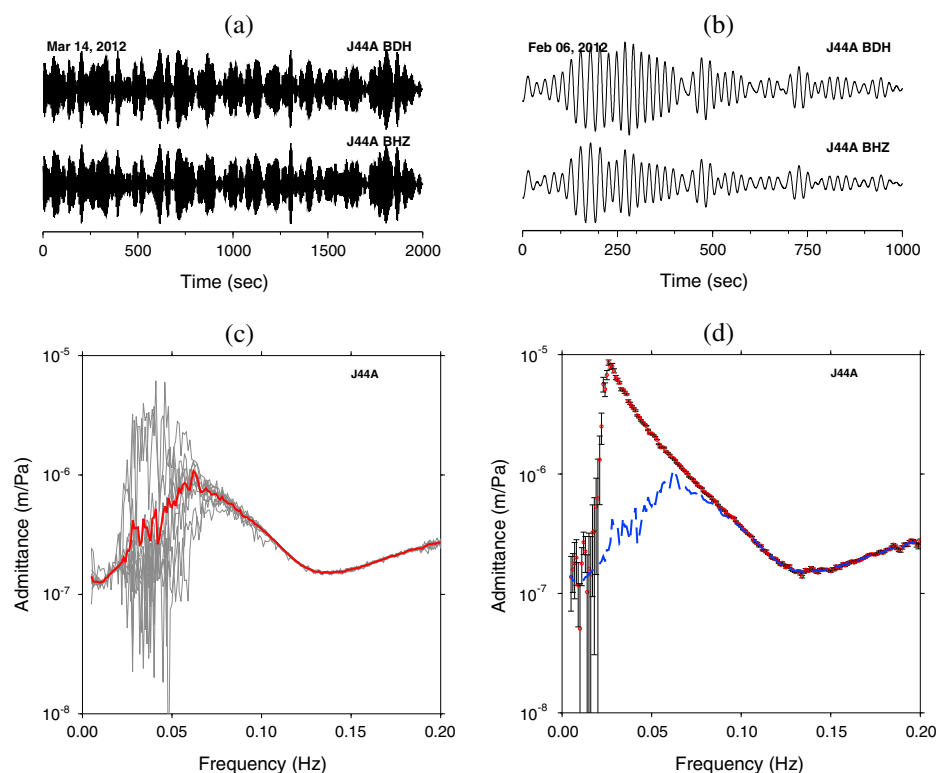 (a)
Mar 14, 2012
J44A BDH
J44A BHZ
0 500 1000 1500 2000
Time (sec)
(b)
Feb 06, 2012
J44A BDH
J44A BHZ
0 250 500 750 1000
Time (sec)
(c)
J44A
Admittance (m/Pa)
10-5
10-6
10-7
10-8
0.00 0.05 0.10 0.15 0.20
Frequency (Hz)
(d)
J44A
Admittance (m/Pa)
10-5
10-6
10-7
10-8
0.00 0.05 0.10 0.15 0.20
Frequency (Hz)